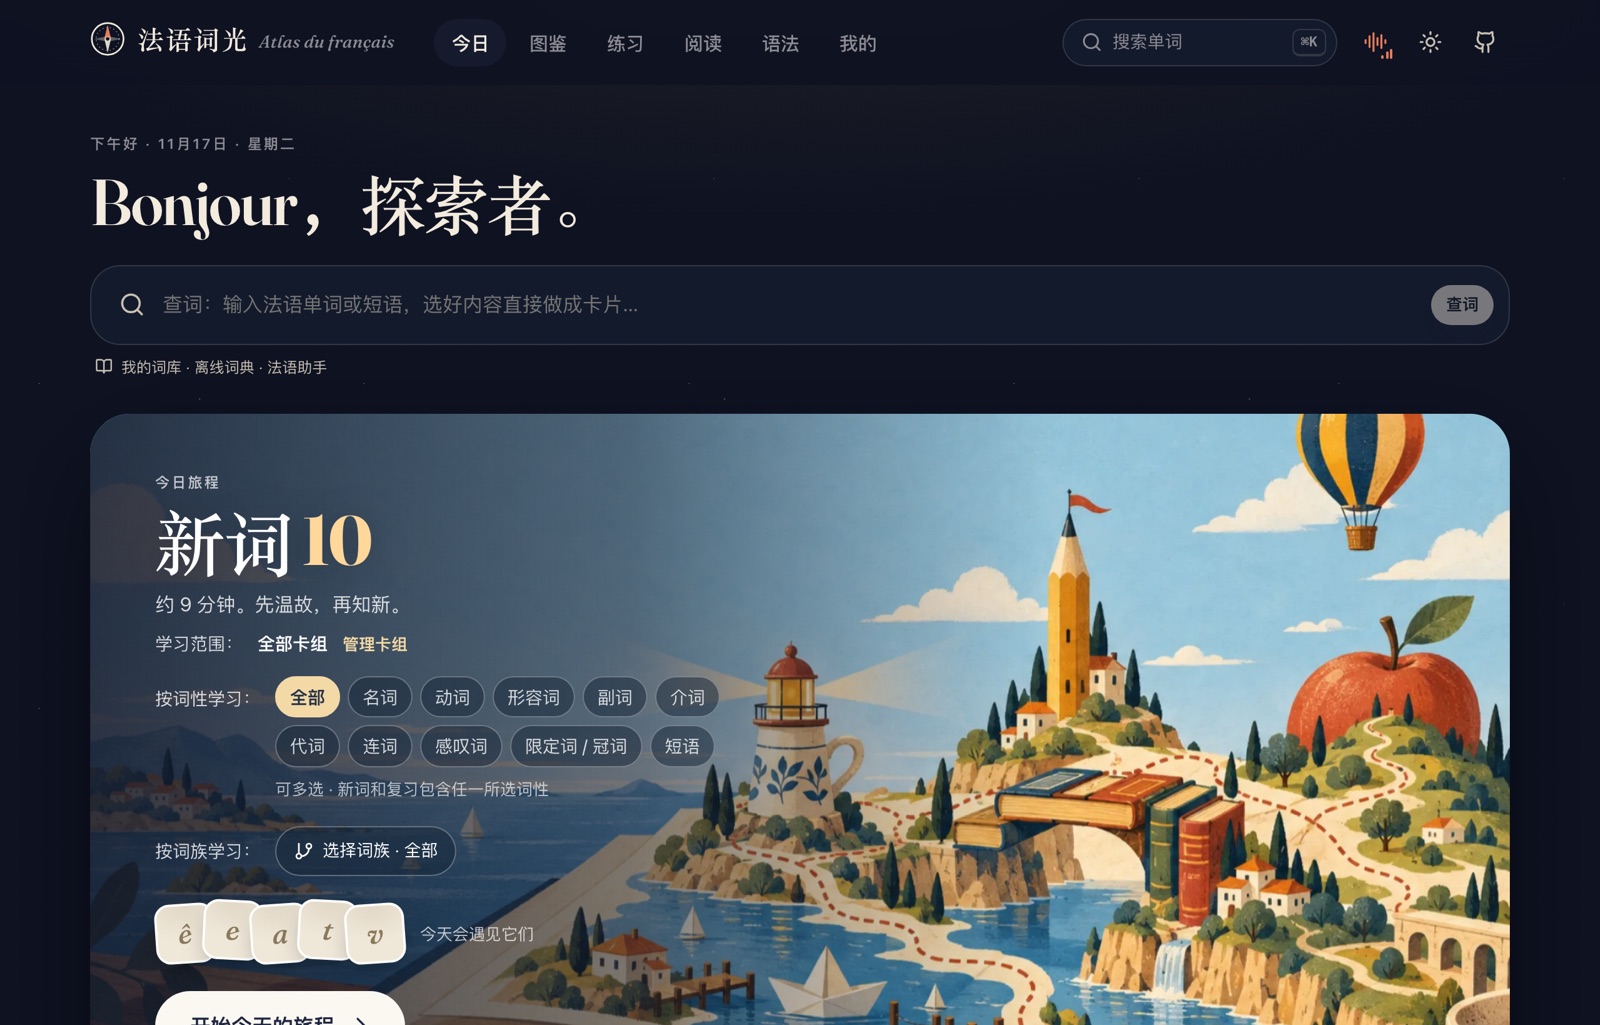 法语词光 Atlas du français 今日 图鉴 练习 阅读 语法 我的 搜索单词 ⌘K
下午好 · 11月17日 · 星期二
Bonjour，探索者。
查词：输入法语单词或短语，选好内容直接做成卡片... 查词
我的词库 · 离线词典 · 法语助手
今日旅程
新词 10
约 9 分钟。先温故，再知新。
学习范围： 全部卡组 管理卡组
按词性学习： 全部 名词 动词 形容词 副词 介词
代词 连词 感叹词 限定词 / 冠词 短语
可多选 · 新词和复习包含任一所选词性
按词族学习： 选择词族 · 全部
ê e a t v 今天会遇见它们
开始今天的旅程